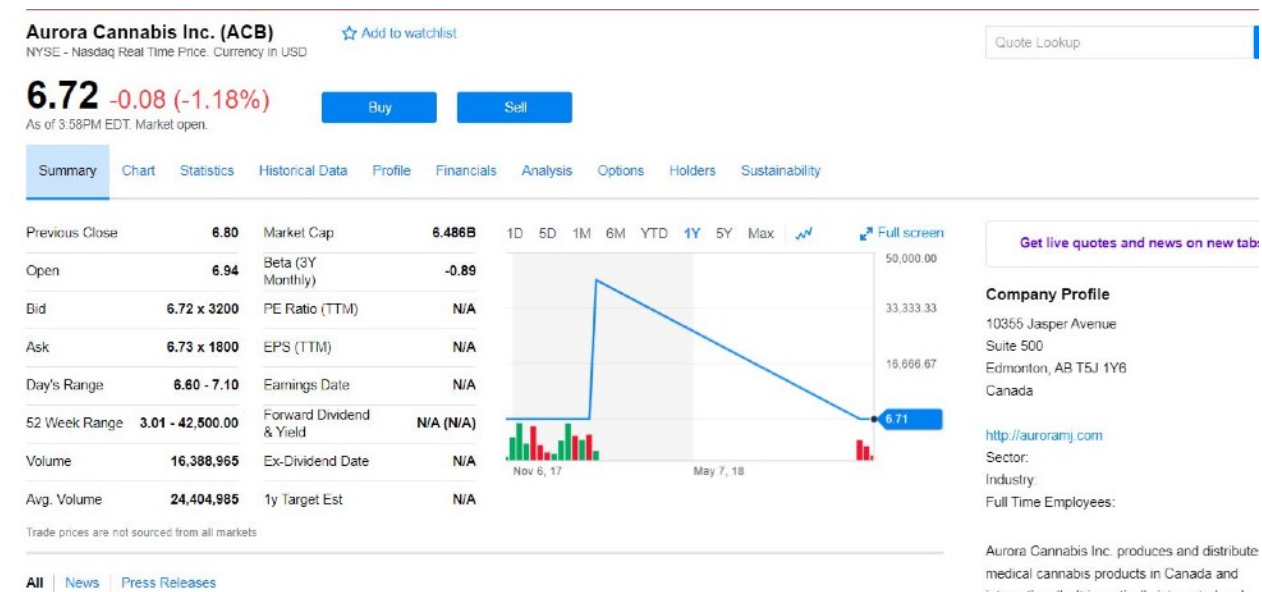 Aurora Cannabis Inc. (ACB)
Add to watchlist
NYSE - Nasdaq Real Time Price. Currency in USD
Quote Lookup
6.72 -0.08 (-1.18%)
As of 3:58PM EDT. Market open.
Buy
Sell
Summary Chart Statistics Historical Data Profile Financials Analysis Options Holders Sustainability
Previous Close 6.80
Open 6.94
Bid 6.72 x 3200
Ask 6.73 x 1800
Day's Range 6.60 - 7.10
52 Week Range 3.01 - 42,500.00
Volume 16,388,965
Avg. Volume 24,404,985
Market Cap 6.486B
Beta (3Y
Monthly) -0.89
PE Ratio (TTM) N/A
EPS (TTM) N/A
Earnings Date N/A
Forward Dividend
& Yield N/A (N/A)
Ex-Dividend Date N/A
1y Target Est N/A
Trade prices are not sourced from all markets
1D 5D 1M 6M YTD 1Y 5Y Max
Full screen
50,000.00
33,333.33
16,666.67
6.71
Nov 6, 17
May 7, 18
All News Press Releases
Get live quotes and news on new tabs
Company Profile
10355 Jasper Avenue
Suite 500
Edmonton, AB T5J 1Y6
Canada
http://auroramj.com
Sector:
Industry:
Full Time Employees:
Aurora Cannabis Inc. produces and distribute
medical cannabis products in Canada and